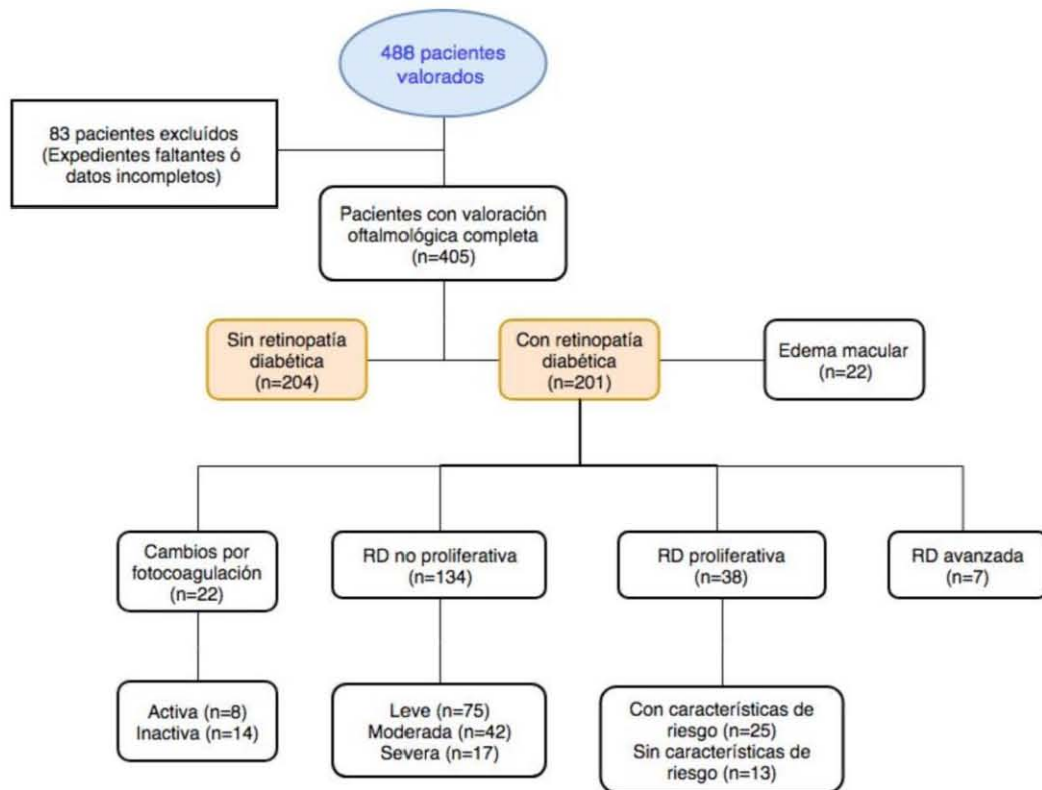 488 pacientes
valorados
83 pacientes excluídos
(Expedientes faltantes ó
datos incompletos)
Pacientes con valoración
oftalmológica completa
(n=405)
Sin retinopatía
diabética
(n=204)
Con retinopatía
diabética
(n=201)
Edema macular
(n=22)
Cambios por
fotocoagulación
(n=22)
RD no proliferativa
(n=134)
RD proliferativa
(n=38)
RD avanzada
(n=7)
Activa (n=8)
Inactiva (n=14)
Leve (n=75)
Moderada (n=42)
Severa (n=17)
Con características de
riesgo (n=25)
Sin características de
riesgo (n=13)